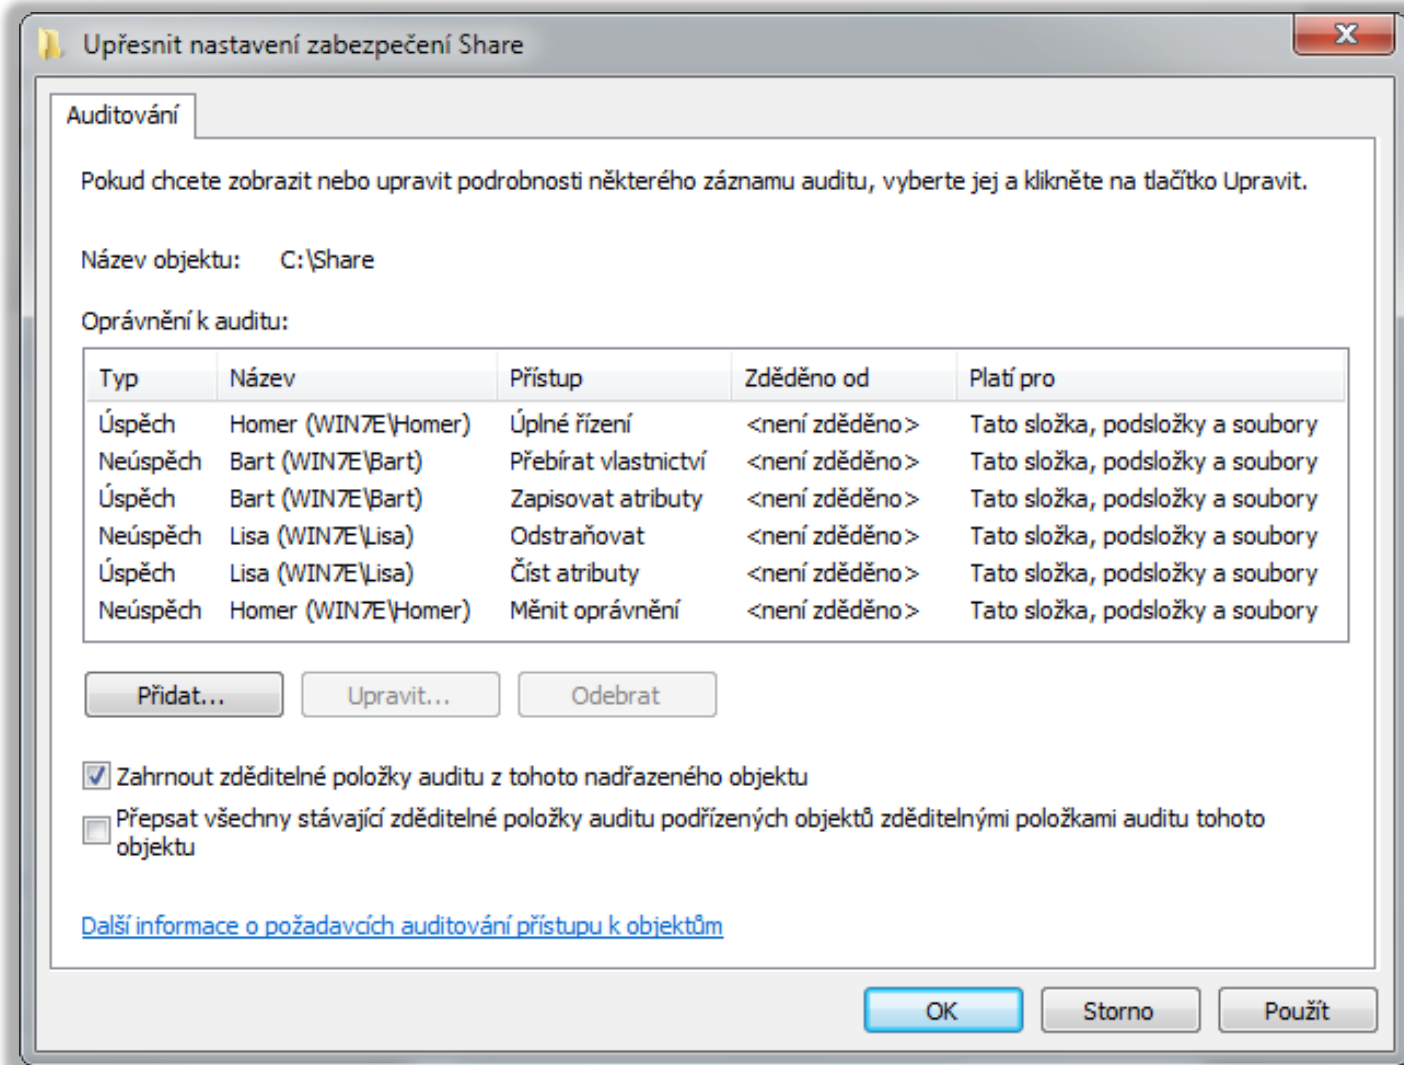 Upřesnit nastavení zabezpečení Share
Auditování
Pokud chcete zobrazit nebo upravit podrobnosti některého záznamu auditu, vyberte jej a klikněte na tlačítko Upravit.
Název objektu: C:\Share
Oprávnění k auditu:
Typ Název Přístup Zděděno od Platí pro
Úspěch Homer (WIN7E\Homer) Úplné řízení <není zděděno> Tato složka, podsložky a soubory
Neúspěch Bart (WIN7E\Bart) Přebírat vlastnictví <není zděděno> Tato složka, podsložky a soubory
Úspěch Bart (WIN7E\Bart) Zapisovat atributy <není zděděno> Tato složka, podsložky a soubory
Neúspěch Lisa (WIN7E\Lisa) Odstraňovat <není zděděno> Tato složka, podsložky a soubory
Úspěch Lisa (WIN7E\Lisa) Číst atributy <není zděděno> Tato složka, podsložky a soubory
Neúspěch Homer (WIN7E\Homer) Měnit oprávnění <není zděděno> Tato složka, podsložky a soubory
Přidat... Upravit... Odebrat
Zahrnout zděditelné položky auditu z tohoto nadřazeného objektu
Přepsat všechny stávající zděditelné položky auditu podřízených objektů zděditelnými položkami auditu tohoto
objektu
Další informace o požadavcích auditování přístupu k objektům
OK Storno Použít